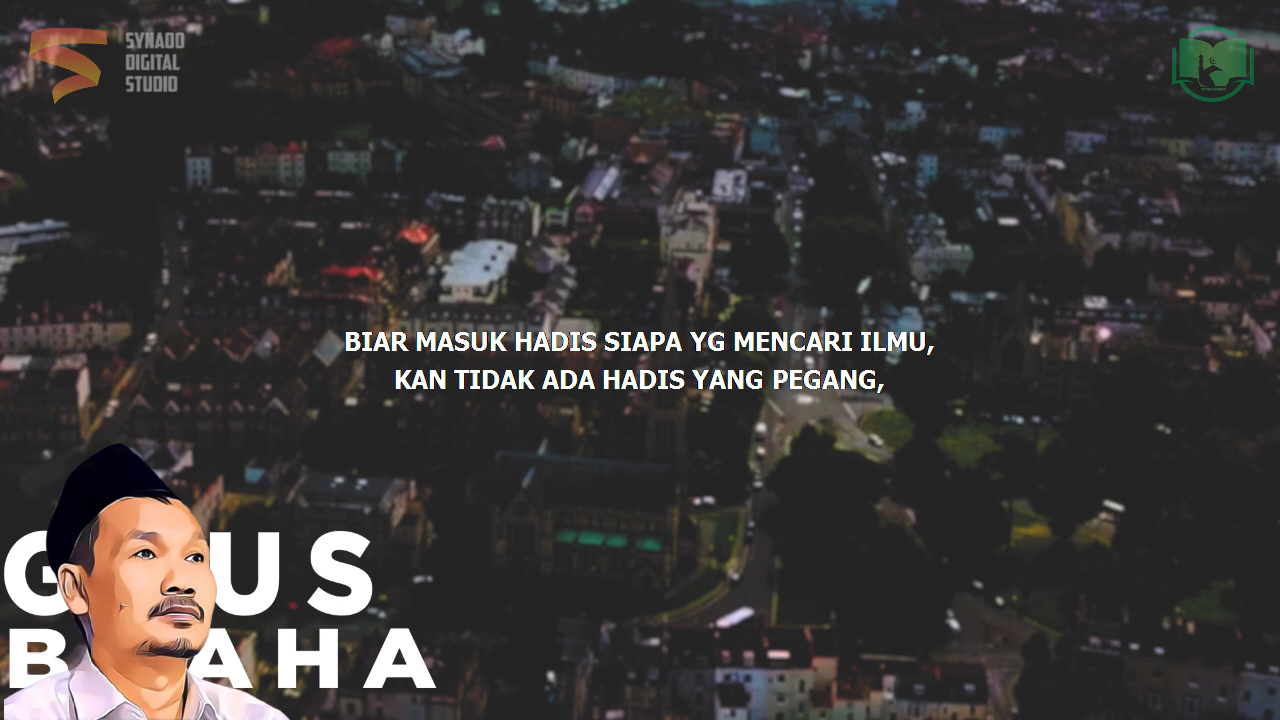 SYNADO
DIGITAL
STUDIO
BIAR MASUK HADIS SIAPA YG MENCARI ILMU,
KAN TIDAK ADA HADIS YANG PEGANG,
GUS
BAHA